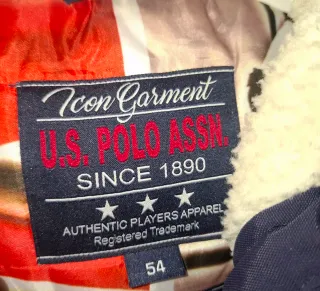 Icon Garment
U.S. POLO ASSN.
SINCE 1890
AUTHENTIC PLAYERS APPAREL
Registered Trademark
54